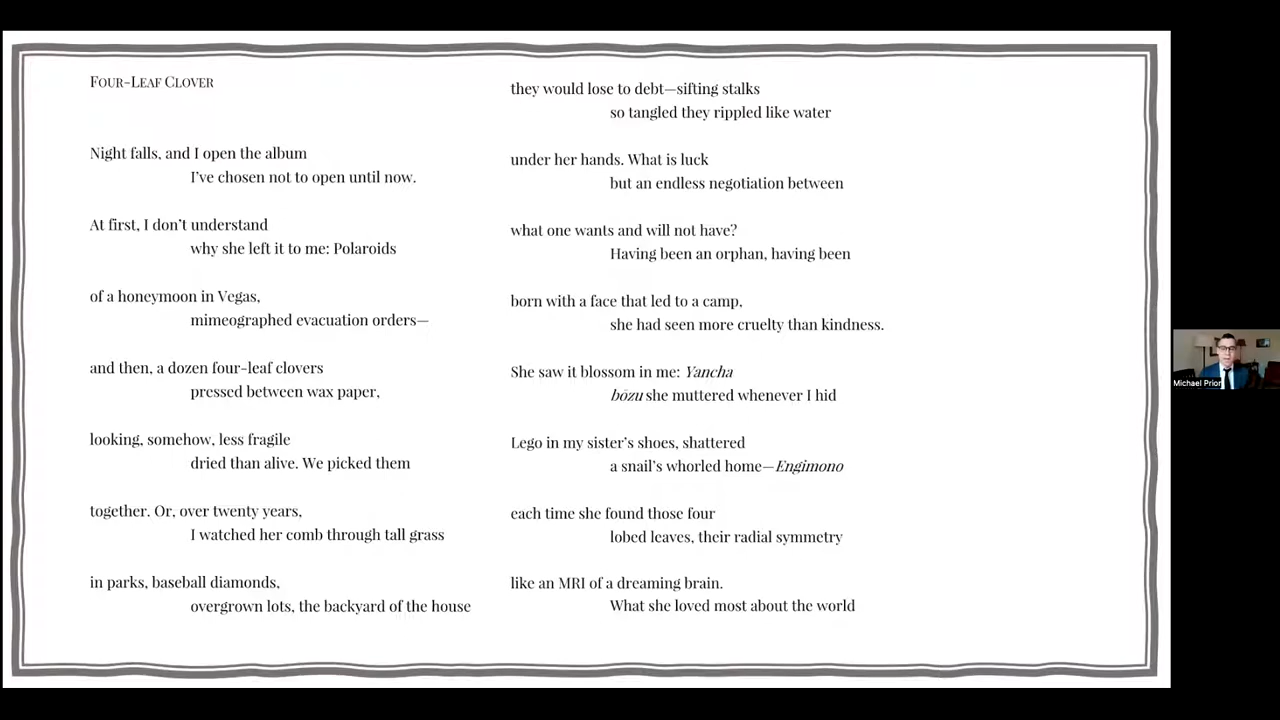 FOUR-LEAF CLOVER
Night falls, and I open the album
I've chosen not to open until now.
At first, I don't understand
why she left it to me: Polaroids
of a honeymoon in Vegas,
mimeographed evacuation orders—
and then, a dozen four-leaf clovers
pressed between wax paper,
looking, somehow, less fragile
dried than alive. We picked them
together. Or, over twenty years,
I watched her comb through tall grass
in parks, baseball diamonds,
overgrown lots, the backyard of the house
they would lose to debt—sifting stalks
so tangled they rippled like water
under her hands. What is luck
but an endless negotiation between
what one wants and will not have?
Having been an orphan, having been
born with a face that led to a camp,
she had seen more cruelty than kindness.
She saw it blossom in me: Yancha
bōzu she muttered whenever I hid
Lego in my sister's shoes, shattered
a snail's whorled home—Engimono
each time she found those four
lobed leaves, their radial symmetry
like an MRI of a dreaming brain.
What she loved most about the world
Michael Prior